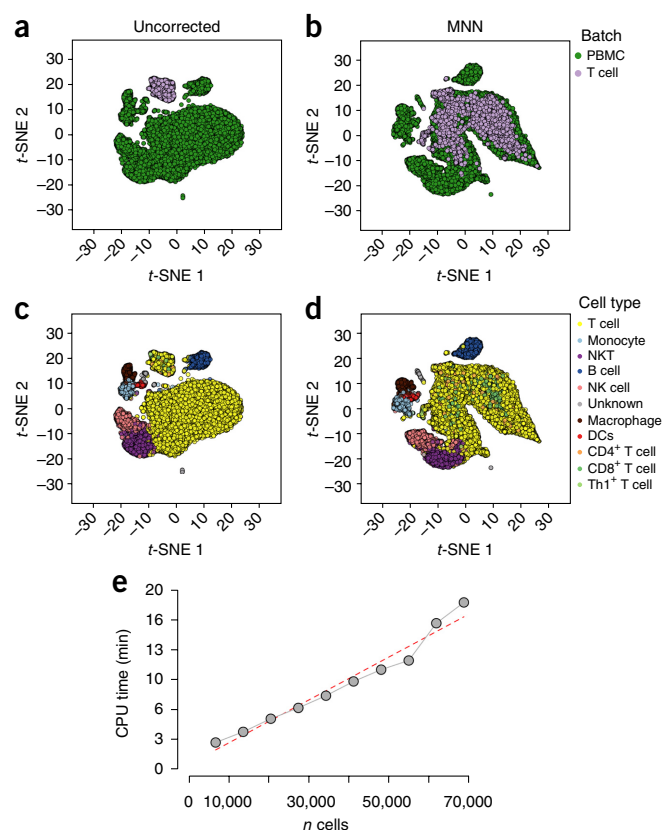 a
Uncorrected
30
20
10
0
–10
–20
–30
t-SNE 2
–30
–20
–10
0
10
20
30
t-SNE 1
b
MNN
30
20
10
0
–10
–20
–30
t-SNE 2
–30
–20
–10
0
10
20
30
t-SNE 1
Batch
PBMC
T cell
c
30
20
10
0
–10
–20
–30
t-SNE 2
–30
–20
–10
0
10
20
30
t-SNE 1
d
30
20
10
0
–10
–20
–30
t-SNE 2
–30
–20
–10
0
10
20
30
t-SNE 1
Cell type
T cell
Monocyte
NKT
B cell
NK cell
Unknown
Macrophage
DCs
CD4⁺ T cell
CD8⁺ T cell
Th1⁺ T cell
e
20
16
13
10
6
3
0
CPU time (min)
0 10,000 30,000 50,000 70,000
n cells